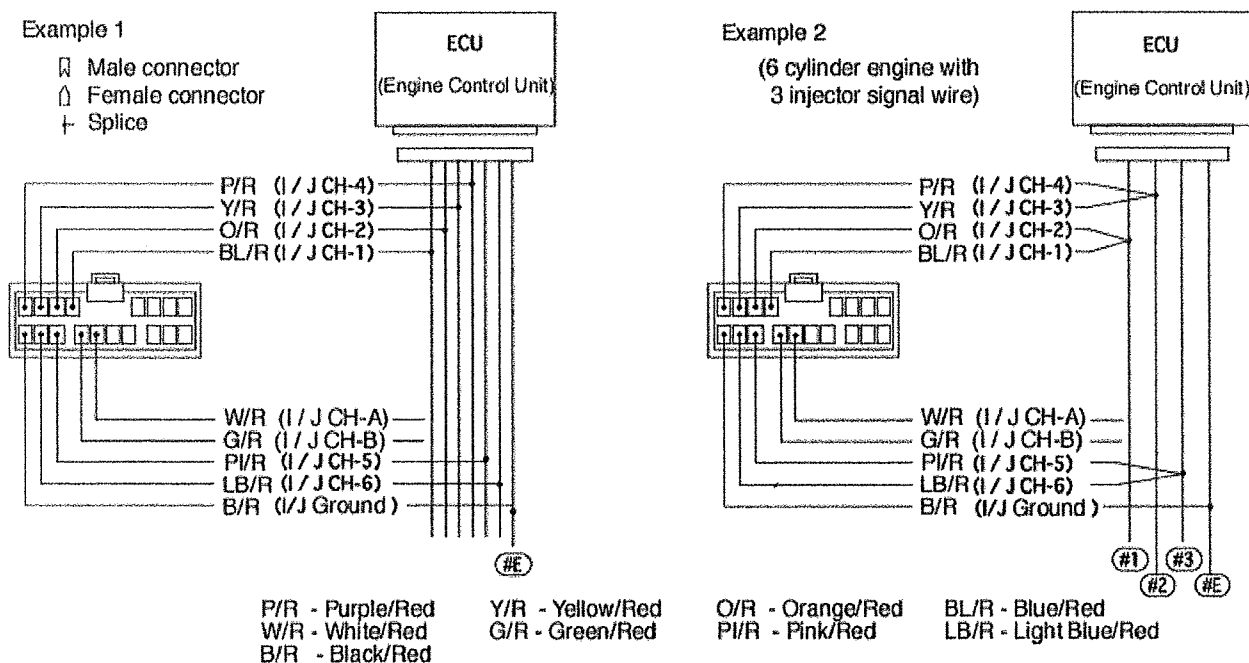 Example 1
Male connector
Female connector
Splice
ECU
(Engine Control Unit)
P/R (I / J CH-4)
Y/R (I / J CH-3)
O/R (I / J CH-2)
BL/R (I / J CH-1)
W/R (I / J CH-A)
G/R (I / J CH-B)
PI/R (I / J CH-5)
LB/R (I / J CH-6)
B/R (I/J Ground )
#E
Example 2
(6 cylinder engine with
3 injector signal wire)
ECU
(Engine Control Unit)
P/R (I / J CH-4)
Y/R (I / J CH-3)
O/R (I / J CH-2)
BL/R (I / J CH-1)
W/R (I / J CH-A)
G/R (I / J CH-B)
PI/R (I / J CH-5)
LB/R (I / J CH-6)
B/R (I/J Ground )
#1 #3
#2 #E
P/R - Purple/Red Y/R - Yellow/Red O/R - Orange/Red BL/R - Blue/Red
W/R - White/Red G/R - Green/Red PI/R - Pink/Red LB/R - Light Blue/Red
B/R - Black/Red